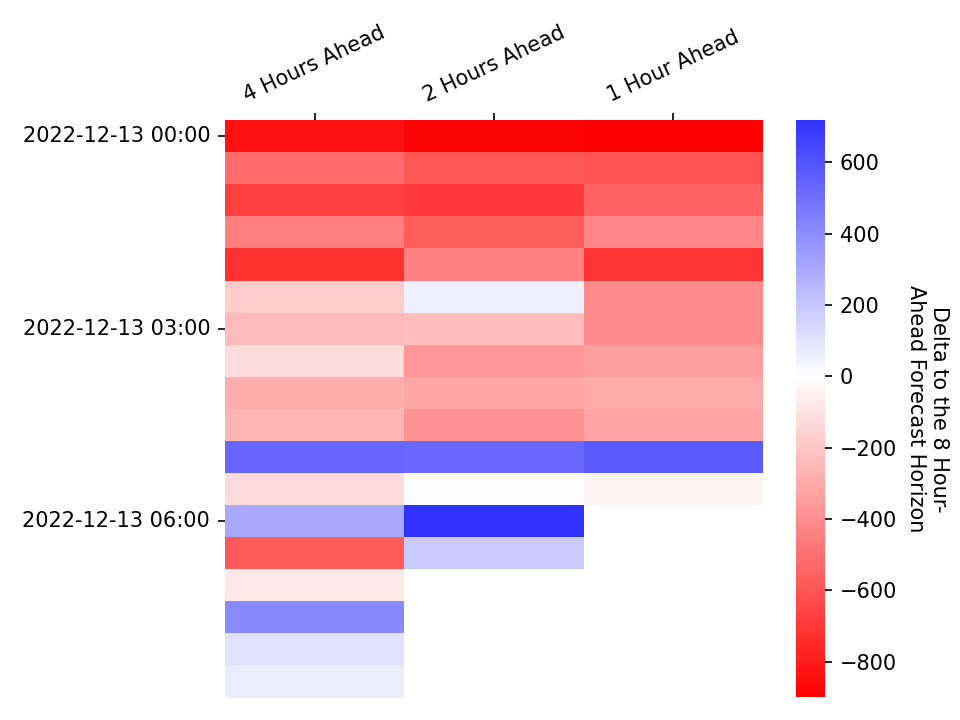 4 Hours Ahead
2 Hours Ahead
1 Hour Ahead
2022-12-13 00:00
2022-12-13 03:00
2022-12-13 06:00
600
400
200
0
−200
−400
−600
−800
Delta to the 8 Hour-
Ahead Forecast Horizon